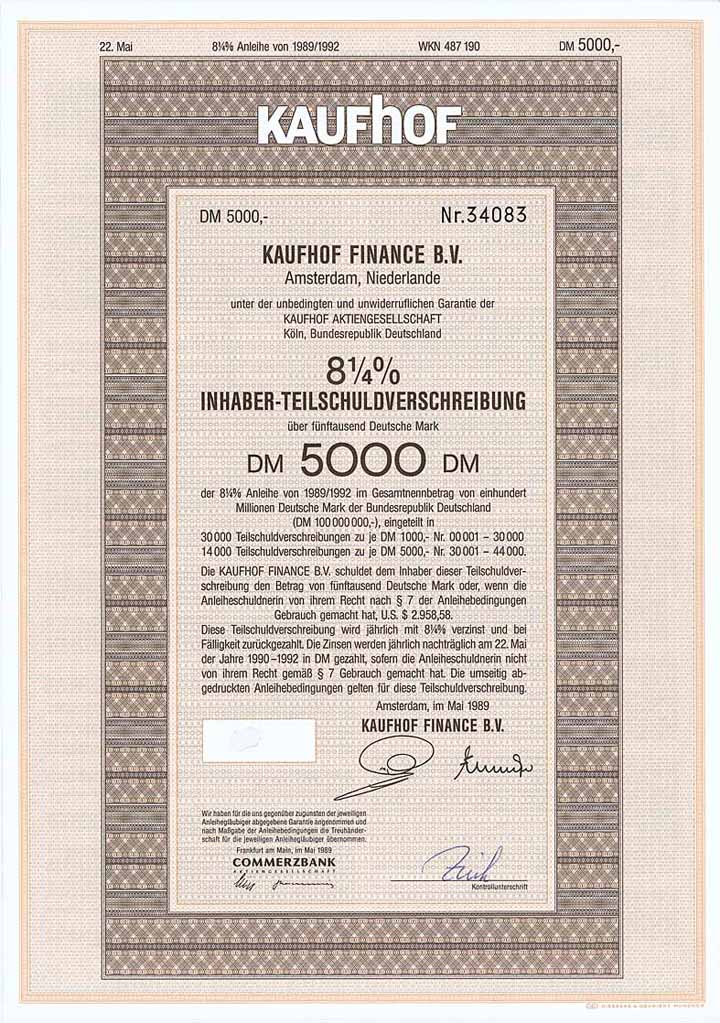 22. Mai 8¼% Anleihe von 1989/1992 WKN 487 190 DM 5000,-
KAUFhOF
DM 5000,- Nr.34083
KAUFHOF FINANCE B.V.
Amsterdam, Niederlande
unter der unbedingten und unwiderruflichen Garantie der
KAUFHOF AKTIENGESELLSCHAFT
Köln, Bundesrepublik Deutschland
8¼%
INHABER-TEILSCHULDVERSCHREIBUNG
über fünftausend Deutsche Mark
DM 5000 DM
der 8¼% Anleihe von 1989/1992 im Gesamtnennbetrag von einhundert
Millionen Deutsche Mark der Bundesrepublik Deutschland
(DM 100 000 000,-), eingeteilt in
30 000 Teilschuldverschreibungen zu je DM 1000,- Nr. 00 001 – 30 000
14 000 Teilschuldverschreibungen zu je DM 5000,- Nr. 30 001 – 44 000.
Die KAUFHOF FINANCE B.V. schuldet dem Inhaber dieser Teilschuldver-
schreibung den Betrag von fünftausend Deutsche Mark oder, wenn die
Anleiheschuldnerin von ihrem Recht nach § 7 der Anleihebedingungen
Gebrauch gemacht hat, U.S. $ 2.958,58.
Diese Teilschuldverschreibung wird jährlich mit 8¼% verzinst und bei
Fälligkeit zurückgezahlt. Die Zinsen werden jährlich nachträglich am 22. Mai
der Jahre 1990–1992 in DM gezahlt, sofern die Anleiheschuldnerin nicht
von ihrem Recht gemäß § 7 Gebrauch gemacht hat. Die umseitig ab-
gedruckten Anleihebedingungen gelten für diese Teilschuldverschreibung.
Amsterdam, im Mai 1989
KAUFHOF FINANCE B.V.
Wir haben für die uns gegenüber zugunsten der jeweiligen
Anleihegläubiger abgegebene Garantie angenommen und
nach Maßgabe der Anleihebedingungen die Treuhänder-
schaft für die jeweiligen Anleihegläubiger übernommen.
Frankfurt am Main, im Mai 1989
COMMERZBANK
AKTIENGESELLSCHAFT
Kontrollunterschrift
GIESECKE & DEVRIENT MÜNCHEN